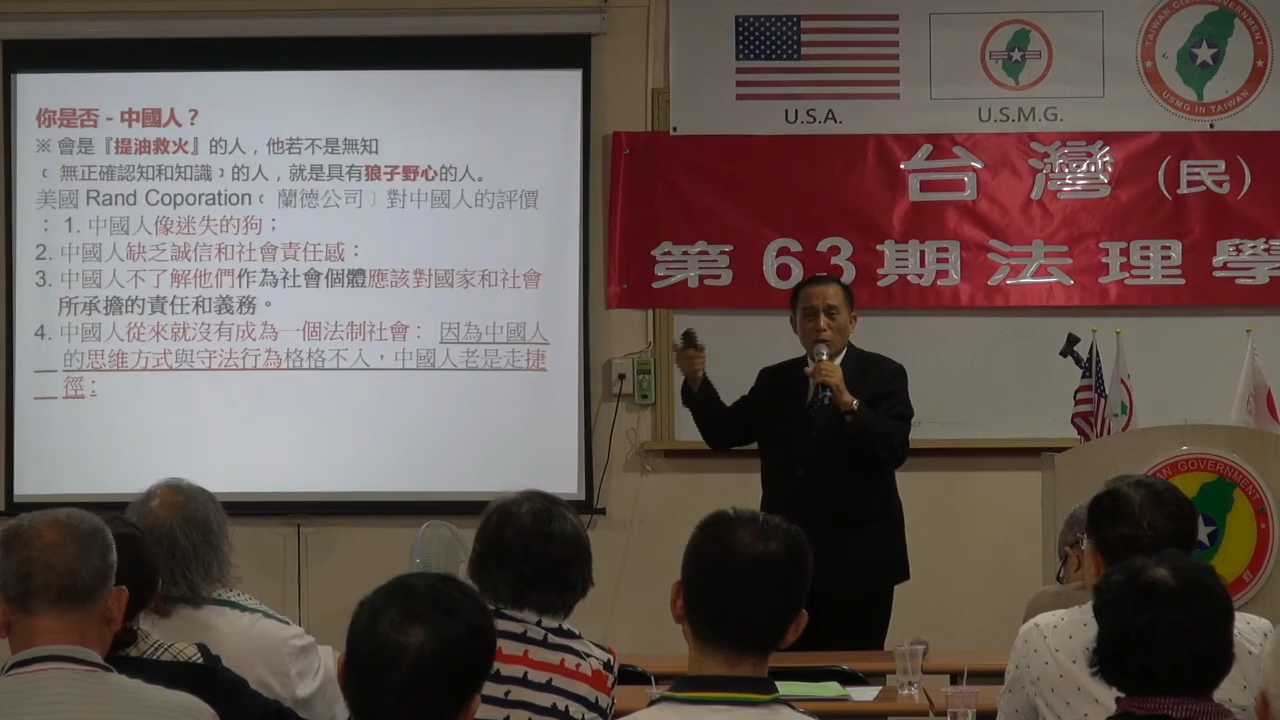 你是否 - 中國人？
※ 會是『提油救火』的人，他若不是無知
﹝ 無正確認知和知識﹞的人，就是具有狼子野心的人。
美國 Rand Coporation﹝ 蘭德公司﹞對中國人的評價
； 1. 中國人像迷失的狗；
2. 中國人缺乏誠信和社會責任感：
3. 中國人不了解他們作為社會個體應該對國家和社會
所承擔的責任和義務。
4. 中國人從來就沒有成為一個法制社會： 因為中國人
的思維方式與守法行為格格不入，中國人老是走捷
徑：
U.S.A.
U.S.M.G.
TAIWAN CIVIL GOVERNMENT
USMG IN TAIWAN
台灣（民）
第63期法理學
TAIWAN GOVERNMENT